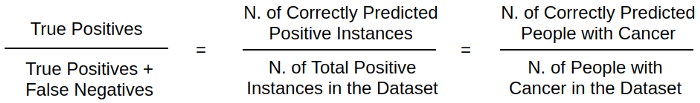 True Positives
True Positives +
False Negatives
=
N. of Correctly Predicted
Positive Instances
N. of Total Positive
Instances in the Dataset
=
N. of Correctly Predicted
People with Cancer
N. of People with
Cancer in the Dataset